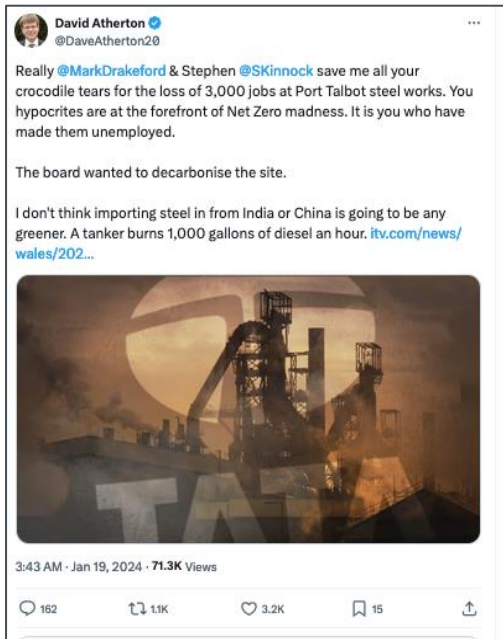 David Atherton
@DaveAtherton20
Really @MarkDrakeford & Stephen @SKinnock save me all your
crocodile tears for the loss of 3,000 jobs at Port Talbot steel works. You
hypocrites are at the forefront of Net Zero madness. It is you who have
made them unemployed.
The board wanted to decarbonise the site.
I don't think importing steel in from India or China is going to be any
greener. A tanker burns 1,000 gallons of diesel an hour. itv.com/news/
wales/202...
TATA
3:43 AM · Jan 19, 2024 · 71.3K Views
162 1.1K 3.2K 15